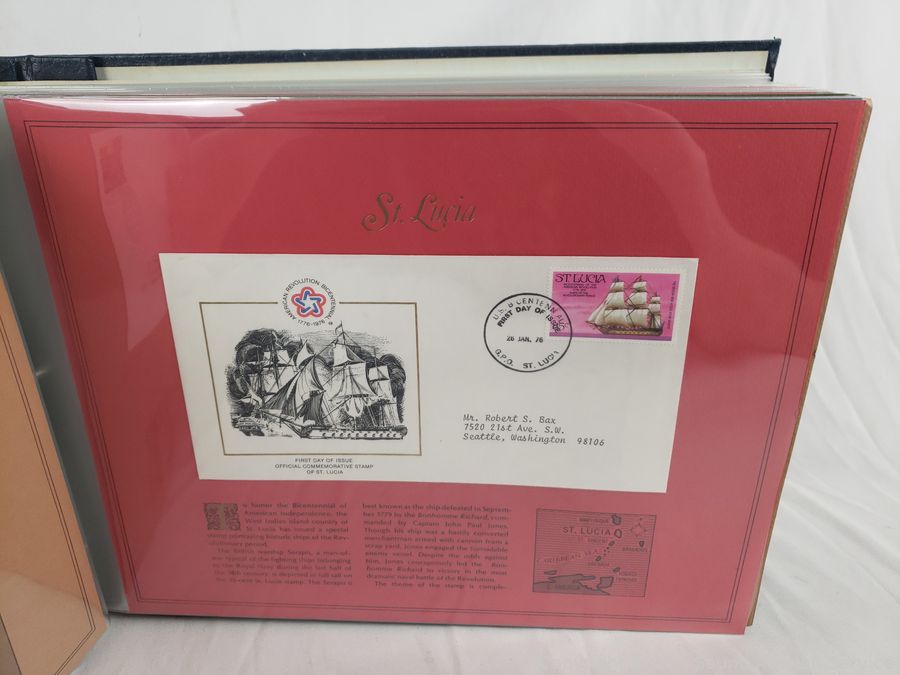 St. Lucia
AMERICAN REVOLUTION BICENTENNIAL
1776-1976
ST. LUCIA
U.S. BICENTENNIAL
FIRST DAY OF ISSUE
26 JAN. 76
G.P.O. ST. LUCIA
Mr. Robert S. Bax
7520 21st Ave. S.W.
Seattle, Washington 98106
FIRST DAY OF ISSUE
OFFICIAL COMMEMORATIVE STAMP
OF ST. LUCIA
To honor the Bicentennial of
American Independence, the
West Indies island country of
St. Lucia has issued a special
stamp portraying historic ships of the Rev-
olutionary period.
The British warship Serapis, a man-of-
war typical of the fighting ships belonging
to the Royal Navy during the last half of
the 18th century, is depicted in full sail on
the St. Lucia stamp. The Serapis is
best known as the ship defeated in Septem-
ber 1779 by the Bonhomme Richard, com-
manded by Captain John Paul Jones.
Though his ship was a hastily converted
merchantman armed with cannon from a
scrap yard, Jones engaged the formidable
enemy vessel. Despite the odds against
him, Jones courageously led the Bon-
homme Richard to victory in the most
dramatic naval battle of the Revolution.
The theme of the stamp is comple-
ST. LUCIA
CARIBBEAN SEA